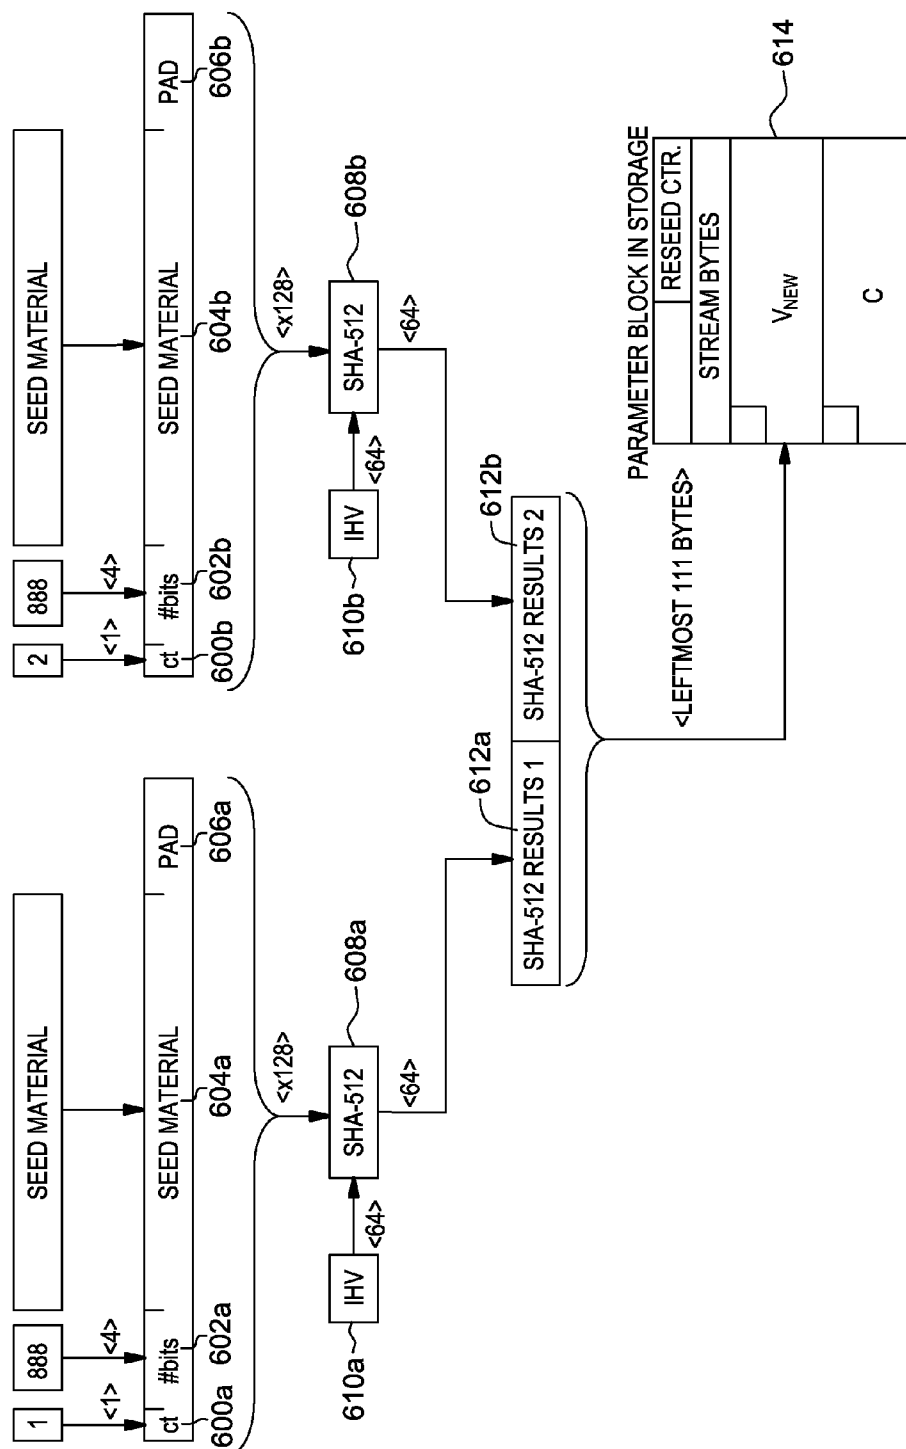 1
888
SEED MATERIAL
<1>
<4>
ct
#bits
SEED MATERIAL
PAD
600a
602a
604a
606a
<x128>
IHV
<64>
SHA-512
610a
608a
<64>
2
888
SEED MATERIAL
<1>
<4>
ct
#bits
SEED MATERIAL
PAD
600b
602b
604b
606b
<x128>
IHV
<64>
SHA-512
610b
608b
<64>
612a
612b
SHA-512 RESULTS 1
SHA-512 RESULTS 2
<LEFTMOST 111 BYTES>
PARAMETER BLOCK IN STORAGE
RESEED CTR.
STREAM BYTES
VNEW
C
614